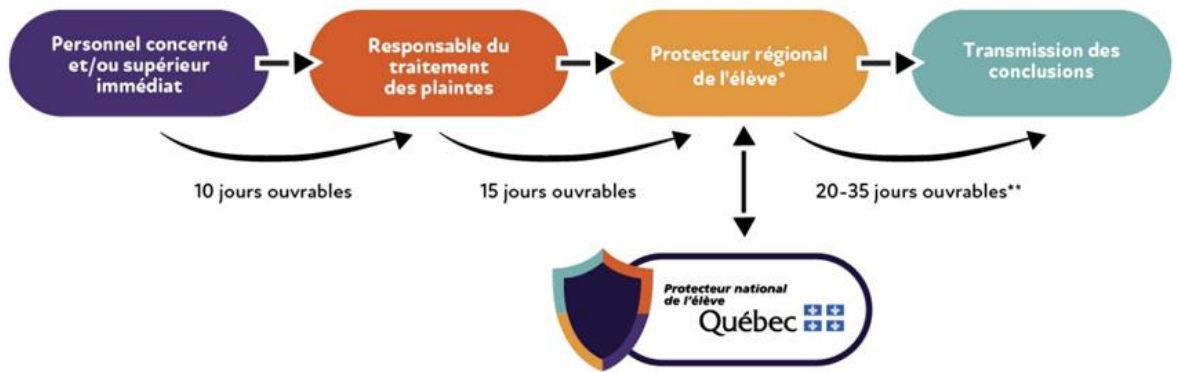 Personnel concerné
et/ou supérieur
immédiat
Responsable du
traitement
des plaintes
Protecteur régional
de l'élève*
Transmission des
conclusions
10 jours ouvrables
15 jours ouvrables
20-35 jours ouvrables**
Protecteur national
de l'élève
Québec